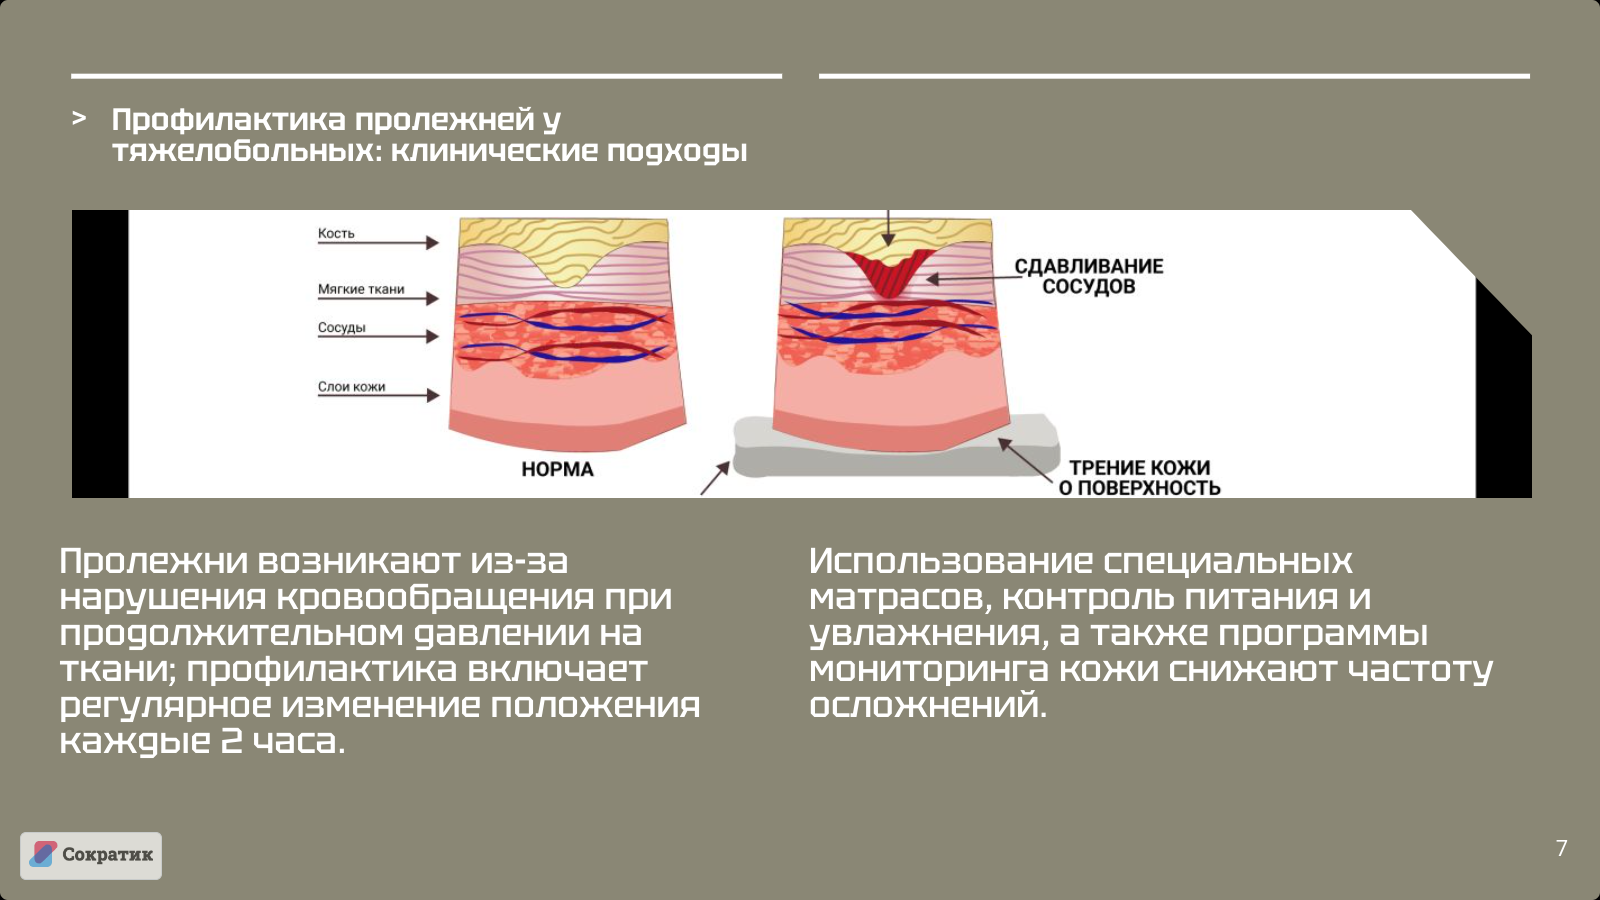 > Профилактика пролежней у
тяжелобольных: клинические подходы
Кость
Мягкие ткани
Сосуды
Слои кожи
НОРМА
СДАВЛИВАНИЕ
СОСУДОВ
ТРЕНИЕ КОЖИ
О ПОВЕРХНОСТЬ
Пролежни возникают из-за
нарушения кровообращения при
продолжительном давлении на
ткани; профилактика включает
регулярное изменение положения
каждые 2 часа.
Использование специальных
матрасов, контроль питания и
увлажнения, а также программы
мониторинга кожи снижают частоту
осложнений.
Сократик
7